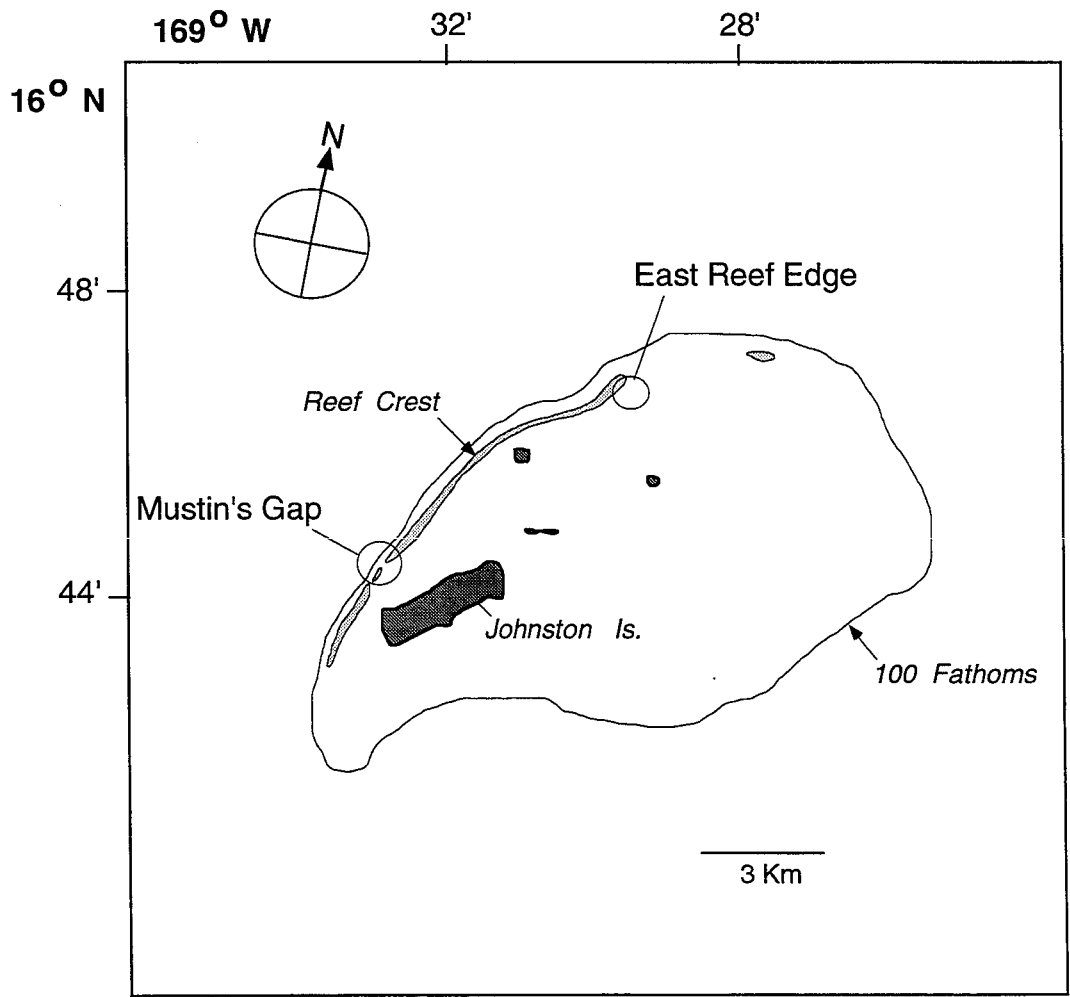 169° W
32'
28'
16° N
N
48'
East Reef Edge
Reef Crest
Mustin's Gap
44'
Johnston Is.
100 Fathoms
3 Km